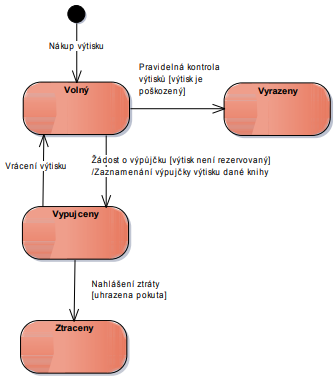 Nákup výtisku
Volný
Pravidelná kontrola
výtisků [výtisk je
poškozený]
Vyrazeny
Vrácení výtisku
Žádost o výpůjčku [výtisk není rezervovaný]
/Zaznamenání výpujčky výtisku dané knihy
Vypujceny
Nahlášení ztráty
[uhrazena pokuta]
Ztraceny